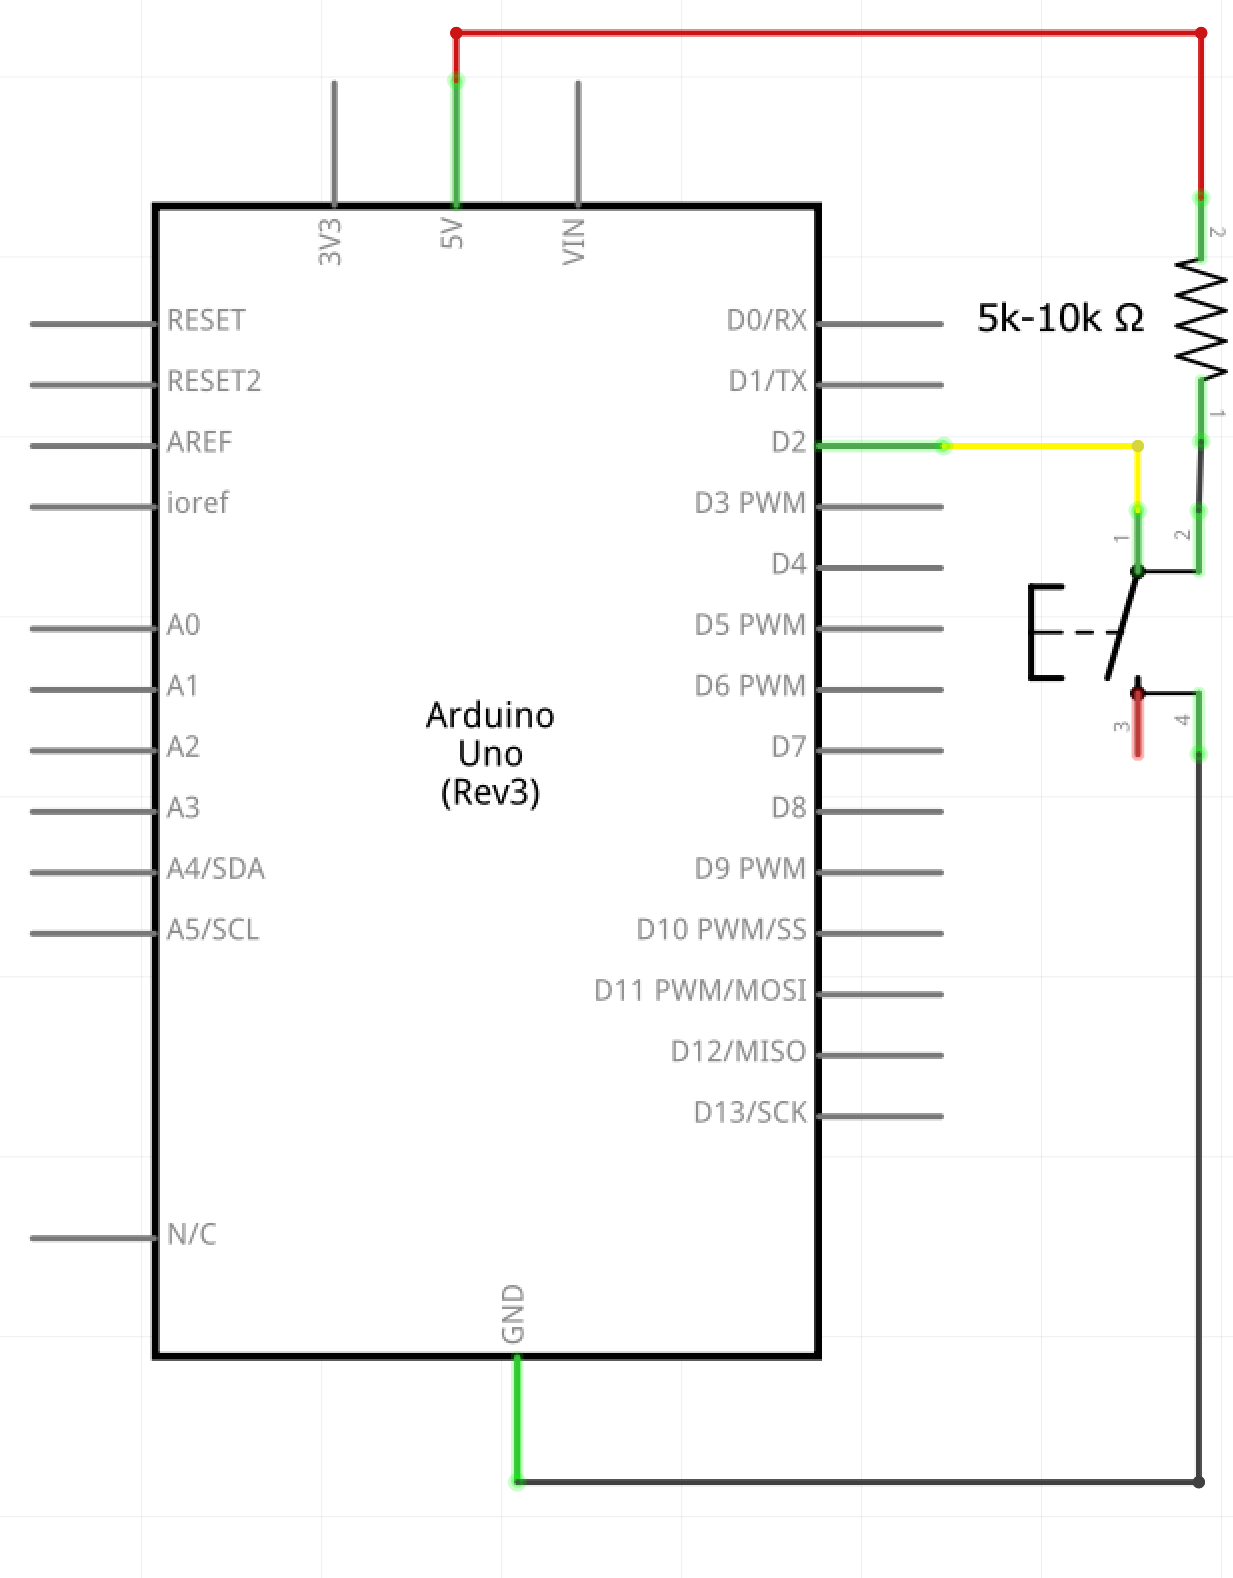 3V3
5V
VIN
2
RESET
D0/RX
5k-10k Ω
RESET2
D1/TX
1
AREF
D2
ioref
D3 PWM
1
2
D4
A0
D5 PWM
A1
D6 PWM
Arduino
Uno
(Rev3)
3
4
A2
D7
A3
D8
A4/SDA
D9 PWM
A5/SCL
D10 PWM/SS
D11 PWM/MOSI
D12/MISO
D13/SCK
N/C
GND